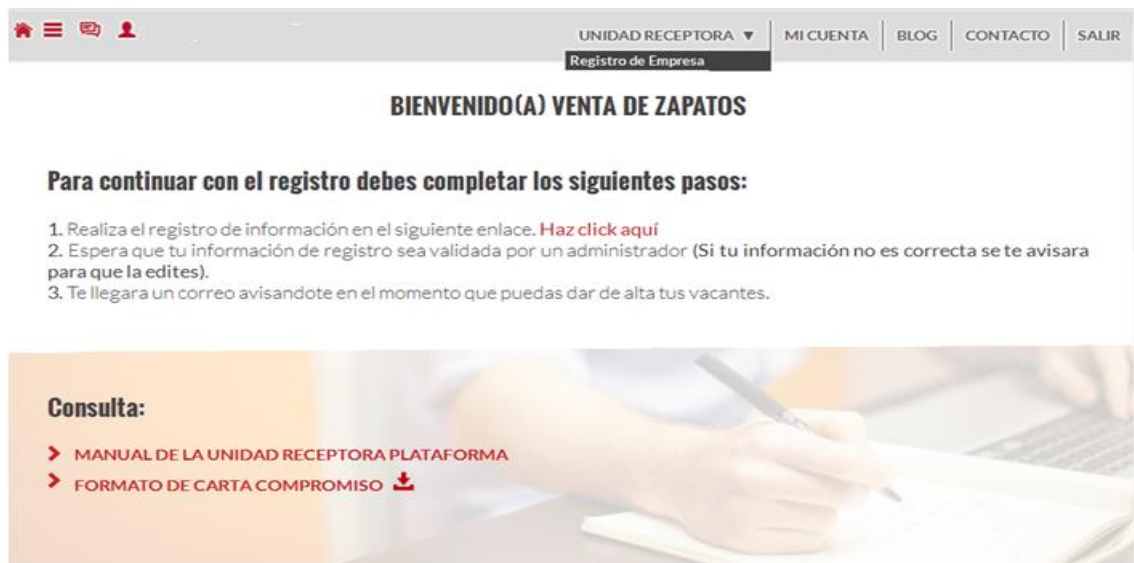 UNIDAD RECEPTORA ▼ MI CUENTA BLOG CONTACTO SALIR
Registro de Empresa
BIENVENIDO(A) VENTA DE ZAPATOS
Para continuar con el registro debes completar los siguientes pasos:
1. Realiza el registro de información en el siguiente enlace. Haz click aquí
2. Espera que tu información de registro sea validada por un administrador (Si tu información no es correcta se te avisara
para que la edites).
3. Te llegara un correo avisandote en el momento que puedas dar de alta tus vacantes.
Consulta:
MANUAL DE LA UNIDAD RECEPTORA PLATAFORMA
FORMATO DE CARTA COMPROMISO